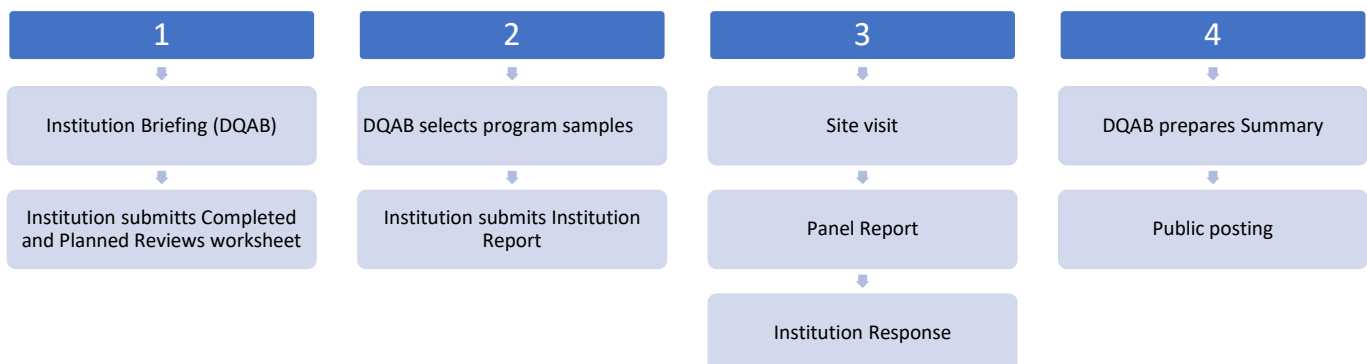 1
Institution Briefing (DQAB)
Institution submitts Completed
and Planned Reviews worksheet
2
DQAB selects program samples
Institution submits Institution
Report
3
Site visit
Panel Report
Institution Response
4
DQAB prepares Summary
Public posting